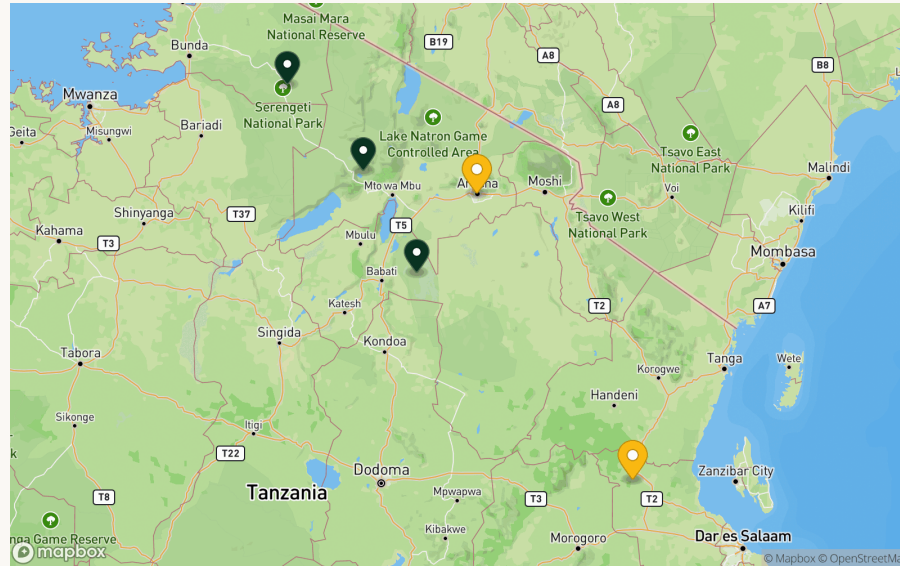 Masai Mara
National Reserve
B19
A8
B8
Bunda
Mwanza
Serengeti
National Park
A8
Geita
Misungwi
Bariadi
Lake Natron Game
Controlled Area
Tsavo East
National Park
Malindi
Mto wa Mbu
Moshi
Voi
Shinyanga
T37
T5
Tsavo West
National Park
Kilifi
Kahama
T3
Mbulu
Mombasa
Babati
Katesh
T2
A7
Singida
Kondoa
Tabora
Tanga
Wete
Korogwe
Handeni
Sikonge
Itigi
T22
Dodoma
Zanzibar City
Tanzania
Mpwapwa
T8
T3
T2
Kibakwe
Game Reserve
Morogoro
Dar es Salaam
mapbox
© Mapbox © OpenStreetMa